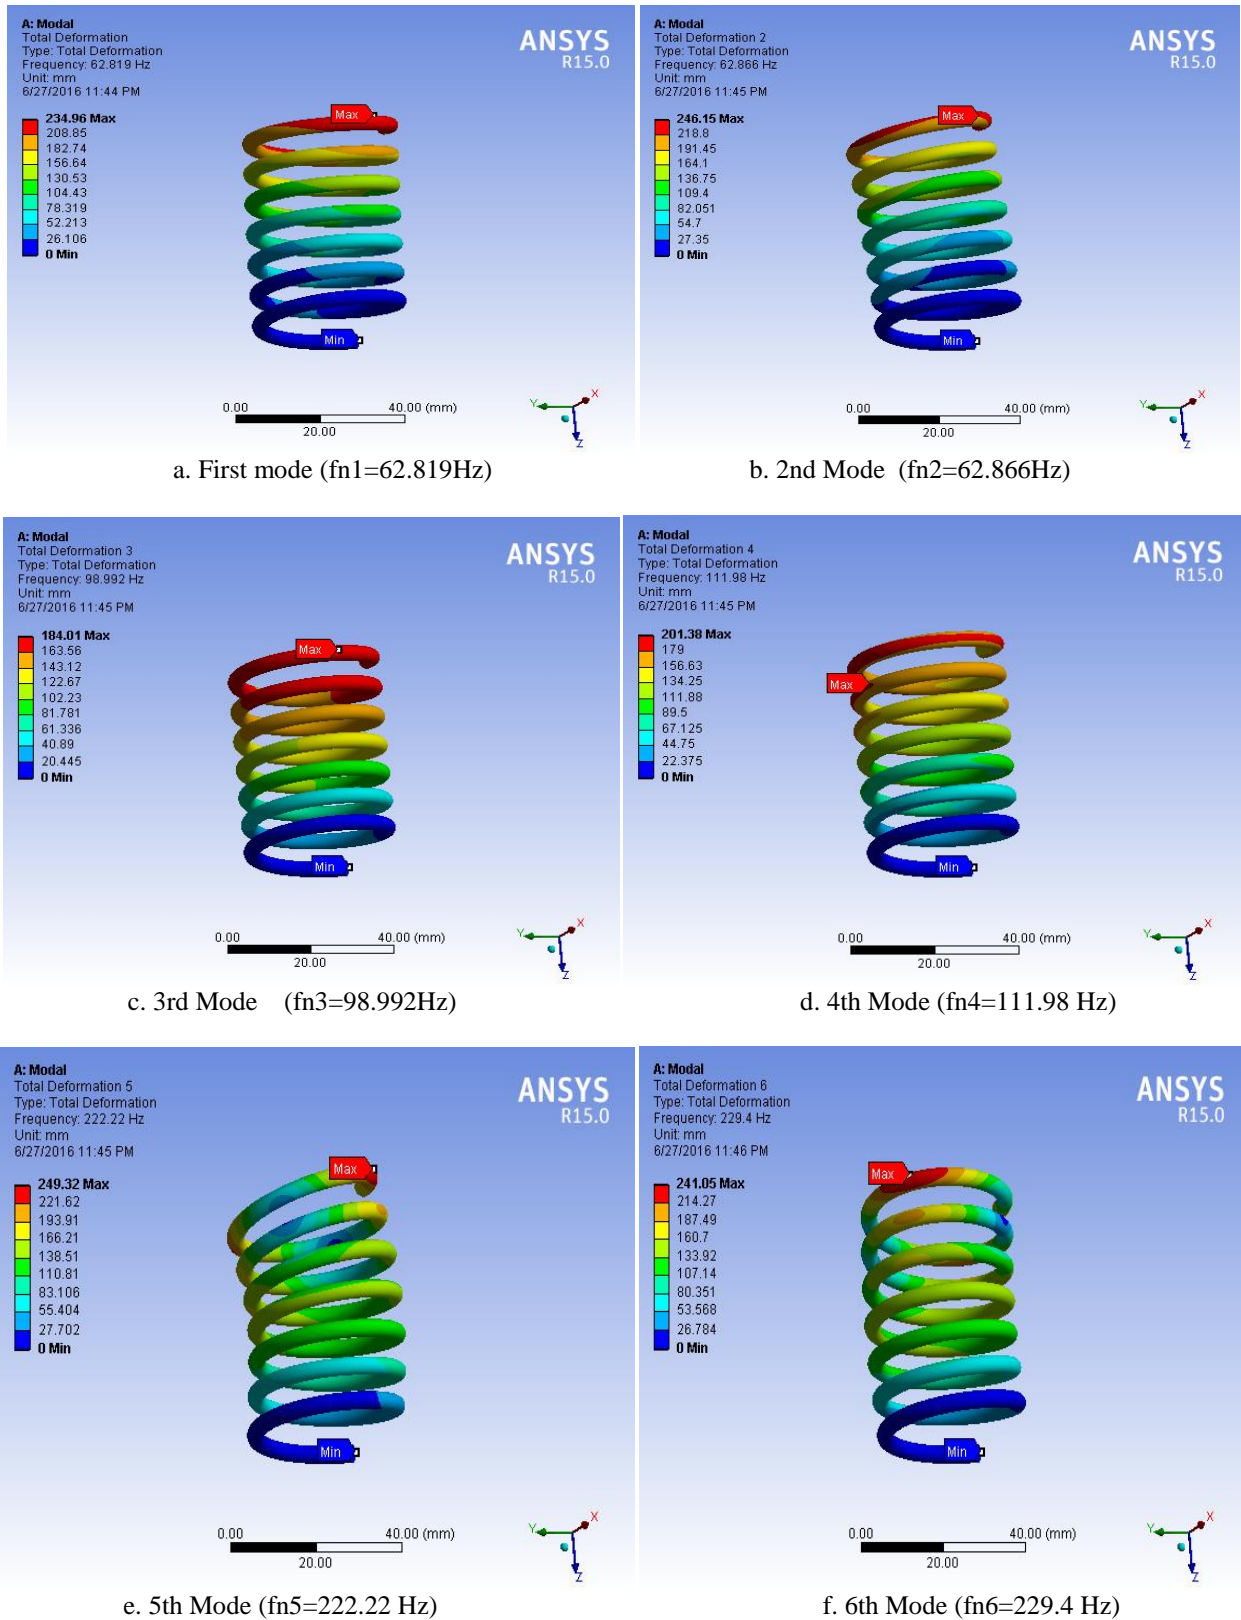 A: Modal
Total Deformation
Type: Total Deformation
Frequency: 62.819 Hz
Unit: mm
6/27/2016 11:44 PM
ANSYS
R15.0
234.96 Max
208.85
182.74
156.64
130.53
104.43
78.319
52.213
26.106
0 Min
Max
Min
0.00
40.00 (mm)
20.00
Y
X
Z
a. First mode (fn1=62.819Hz)
A: Modal
Total Deformation 2
Type: Total Deformation
Frequency: 62.866 Hz
Unit: mm
6/27/2016 11:45 PM
ANSYS
R15.0
246.15 Max
218.8
191.45
164.1
136.75
109.4
82.051
54.7
27.35
0 Min
Max
Min
0.00
40.00 (mm)
20.00
Y
X
Z
b. 2nd Mode (fn2=62.866Hz)
A: Modal
Total Deformation 3
Type: Total Deformation
Frequency: 98.992 Hz
Unit: mm
6/27/2016 11:45 PM
ANSYS
R15.0
184.01 Max
163.56
143.12
122.67
102.23
81.781
61.336
40.89
20.445
0 Min
Max
Min
0.00
40.00 (mm)
20.00
Y
X
Z
c. 3rd Mode (fn3=98.992Hz)
A: Modal
Total Deformation 4
Type: Total Deformation
Frequency: 111.98 Hz
Unit: mm
6/27/2016 11:45 PM
ANSYS
R15.0
201.38 Max
179
156.63
134.25
111.88
89.5
67.125
44.75
22.375
0 Min
Max
Min
0.00
40.00 (mm)
20.00
Y
X
Z
d. 4th Mode (fn4=111.98 Hz)
A: Modal
Total Deformation 5
Type: Total Deformation
Frequency: 222.22 Hz
Unit: mm
6/27/2016 11:45 PM
ANSYS
R15.0
249.32 Max
221.62
193.91
166.21
138.51
110.81
83.106
55.404
27.702
0 Min
Max
Min
0.00
40.00 (mm)
20.00
Y
X
Z
e. 5th Mode (fn5=222.22 Hz)
A: Modal
Total Deformation 6
Type: Total Deformation
Frequency: 229.4 Hz
Unit: mm
6/27/2016 11:46 PM
ANSYS
R15.0
241.05 Max
214.27
187.49
160.7
133.92
107.14
80.351
53.568
26.784
0 Min
Max
Min
0.00
40.00 (mm)
20.00
Y
X
Z
f. 6th Mode (fn6=229.4 Hz)